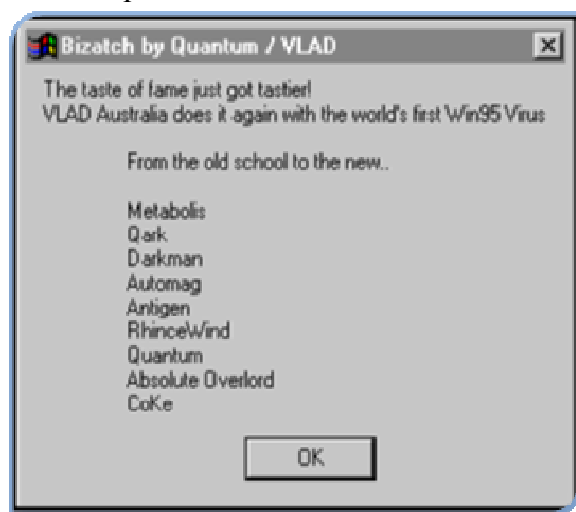 Bizatch by Quantum / VLAD
The taste of fame just got tastier!
VLAD Australia does it again with the world's first Win95 Virus
From the old school to the new..
Metabolis
Qark
Darkman
Automag
Antigen
RhinceWind
Quantum
Absolute Overlord
CoKe
OK